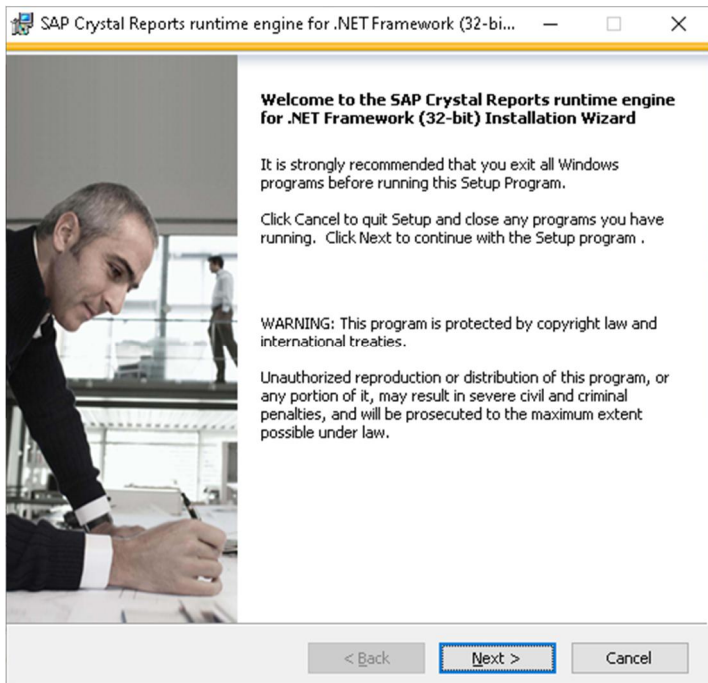 SAP Crystal Reports runtime engine for .NET Framework (32-bi...
Welcome to the SAP Crystal Reports runtime engine
for .NET Framework (32-bit) Installation Wizard
It is strongly recommended that you exit all Windows
programs before running this Setup Program.
Click Cancel to quit Setup and close any programs you have
running.  Click Next to continue with the Setup program .
WARNING: This program is protected by copyright law and
international treaties.
Unauthorized reproduction or distribution of this program, or
any portion of it, may result in severe civil and criminal
penalties, and will be prosecuted to the maximum extent
possible under law.
< Back
Next >
Cancel